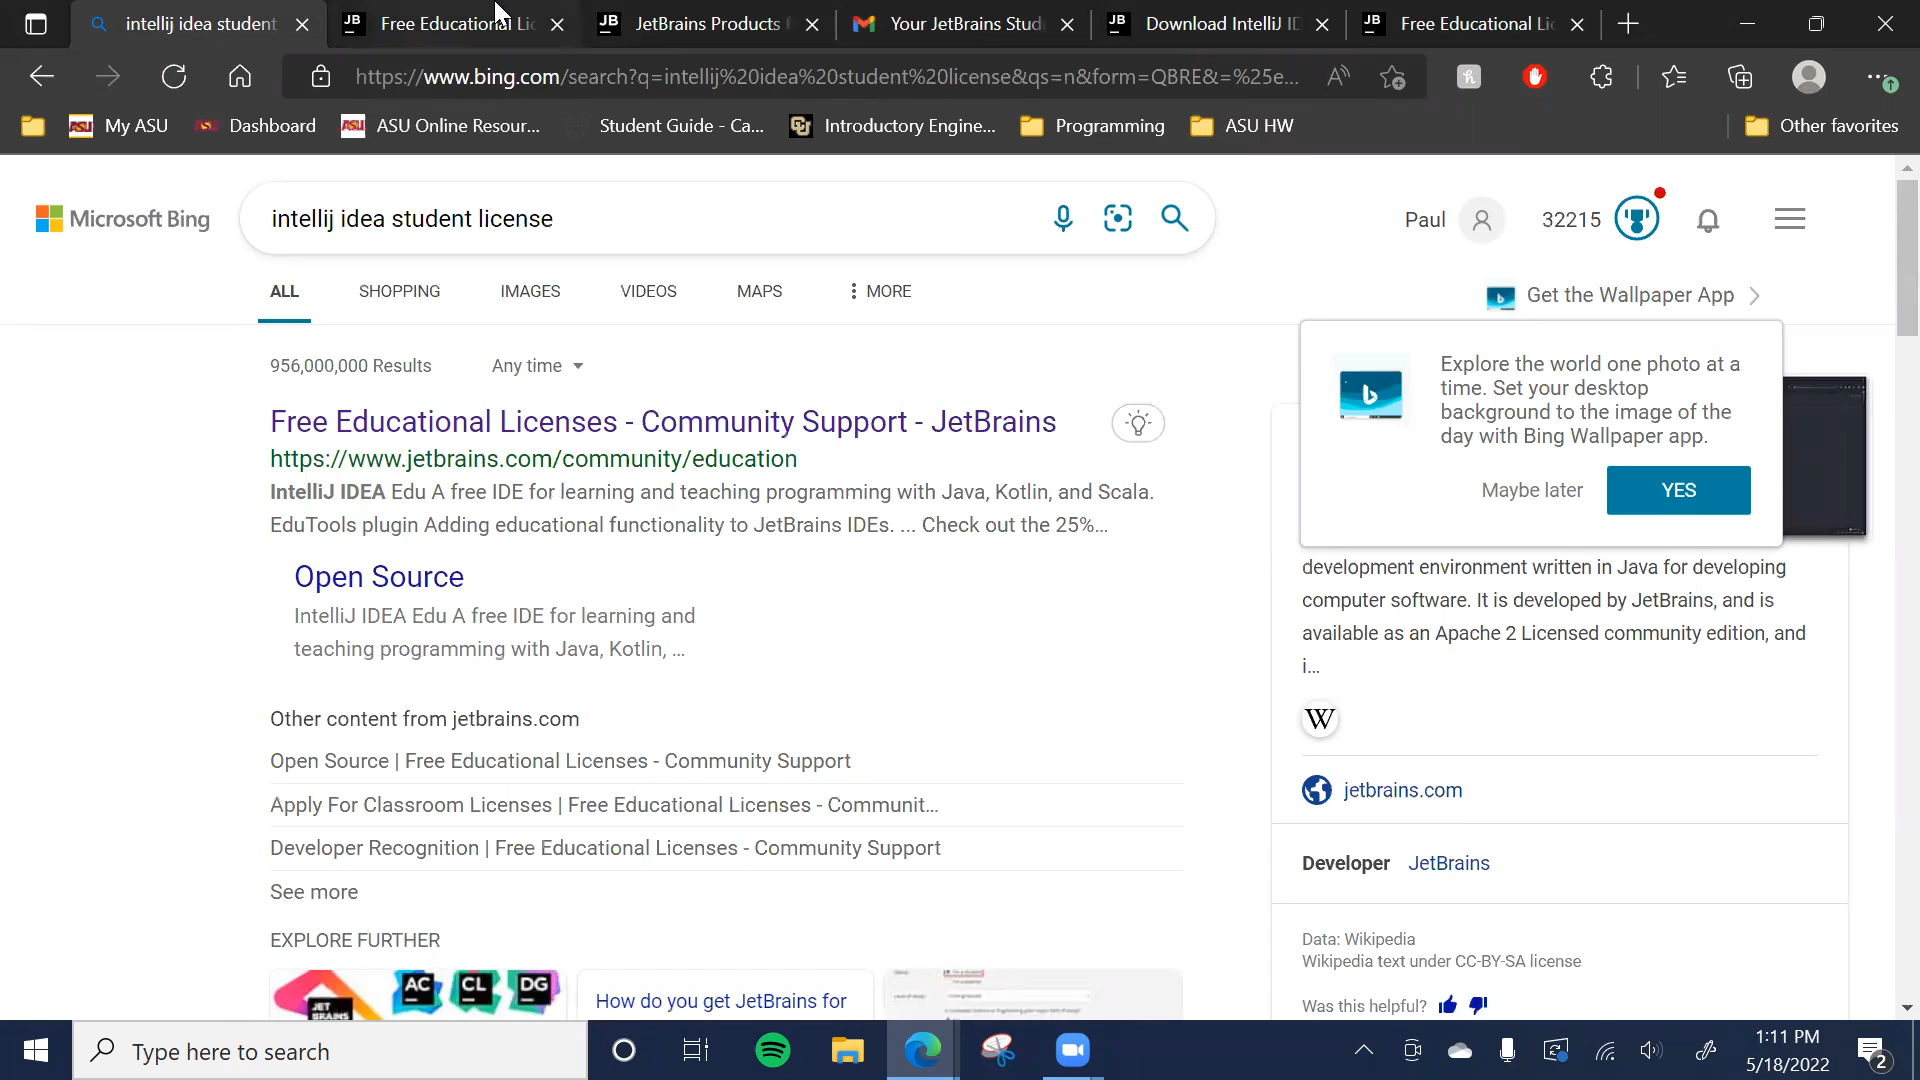 intellij idea student
Free Educational Lic
JetBrains Products f
Your JetBrains Stud
Download IntelliJ ID
Free Educational Lic
https://www.bing.com/search?q=intellij%20idea%20student%20license&qs=n&form=QBRE&=%25e...
My ASU
Dashboard
ASU Online Resour...
Student Guide - Ca...
Introductory Engine...
Programming
ASU HW
Other favorites
Microsoft Bing
intellij idea student license
Paul
32215
ALL
SHOPPING
IMAGES
VIDEOS
MAPS
MORE
Get the Wallpaper App
956,000,000 Results
Any time
Free Educational Licenses - Community Support - JetBrains
https://www.jetbrains.com/community/education
IntelliJ IDEA Edu A free IDE for learning and teaching programming with Java, Kotlin, and Scala.
EduTools plugin Adding educational functionality to JetBrains IDEs. ... Check out the 25%...
Open Source
IntelliJ IDEA Edu A free IDE for learning and
teaching programming with Java, Kotlin, ...
Other content from jetbrains.com
Open Source | Free Educational Licenses - Community Support
Apply For Classroom Licenses | Free Educational Licenses - Communit...
Developer Recognition | Free Educational Licenses - Community Support
See more
EXPLORE FURTHER
JET
BRAINS
AC
CL
DG
How do you get JetBrains for
Explore the world one photo at a
time. Set your desktop
background to the image of the
day with Bing Wallpaper app.
Maybe later
YES
development environment written in Java for developing
computer software. It is developed by JetBrains, and is
available as an Apache 2 Licensed community edition, and
i...
W
jetbrains.com
Developer JetBrains
Data: Wikipedia
Wikipedia text under CC-BY-SA license
Was this helpful?
Type here to search
1:11 PM
5/18/2022
2